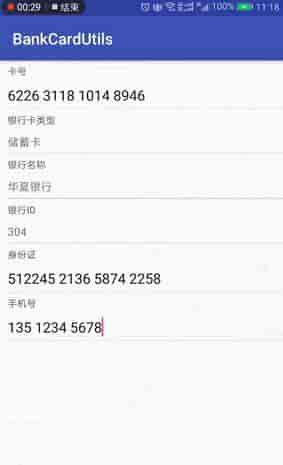 00:29 结束 100% 11:18
BankCardUtils
卡号
6226 3118 1014 8946
银行卡类型
储蓄卡
银行名称
华夏银行
银行ID
304
身份证
512245 2136 5874 2258
手机号
135 1234 5678